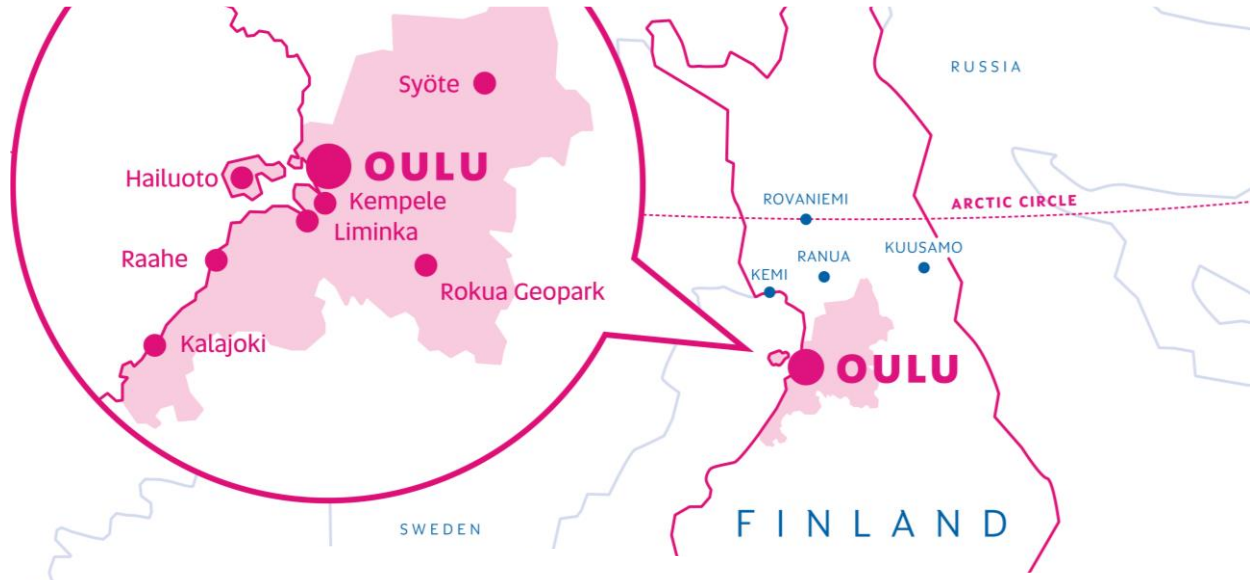 Syöte
OULU
Hailuoto
Kempele
Liminka
Raahe
Rokua Geopark
Kalajoki
RUSSIA
ROVANIEMI
ARCTIC CIRCLE
KUUSAMO
RANUA
KEMI
OULU
FINLAND
SWEDEN